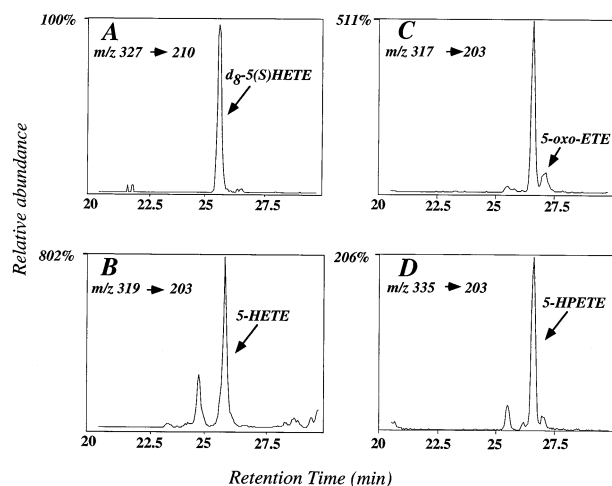 100%
A
m/z 327 → 210
d8-5(S)HETE
20 22.5 25 27.5
511%
C
m/z 317 → 203
5-oxo-ETE
20 22.5 25 27.5
Relative abundance
802%
B
m/z 319 → 203
5-HETE
20 22.5 25 27.5
206%
D
m/z 335 → 203
5-HPETE
20 22.5 25 27.5
Retention Time (min)